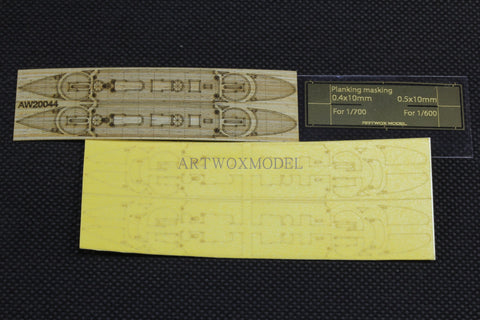 AW20044
Planking masking
0.4x10mm 0.5x10mm
For 1/700 For 1/600
ARTWOX MODEL
ARTWOXMODEL